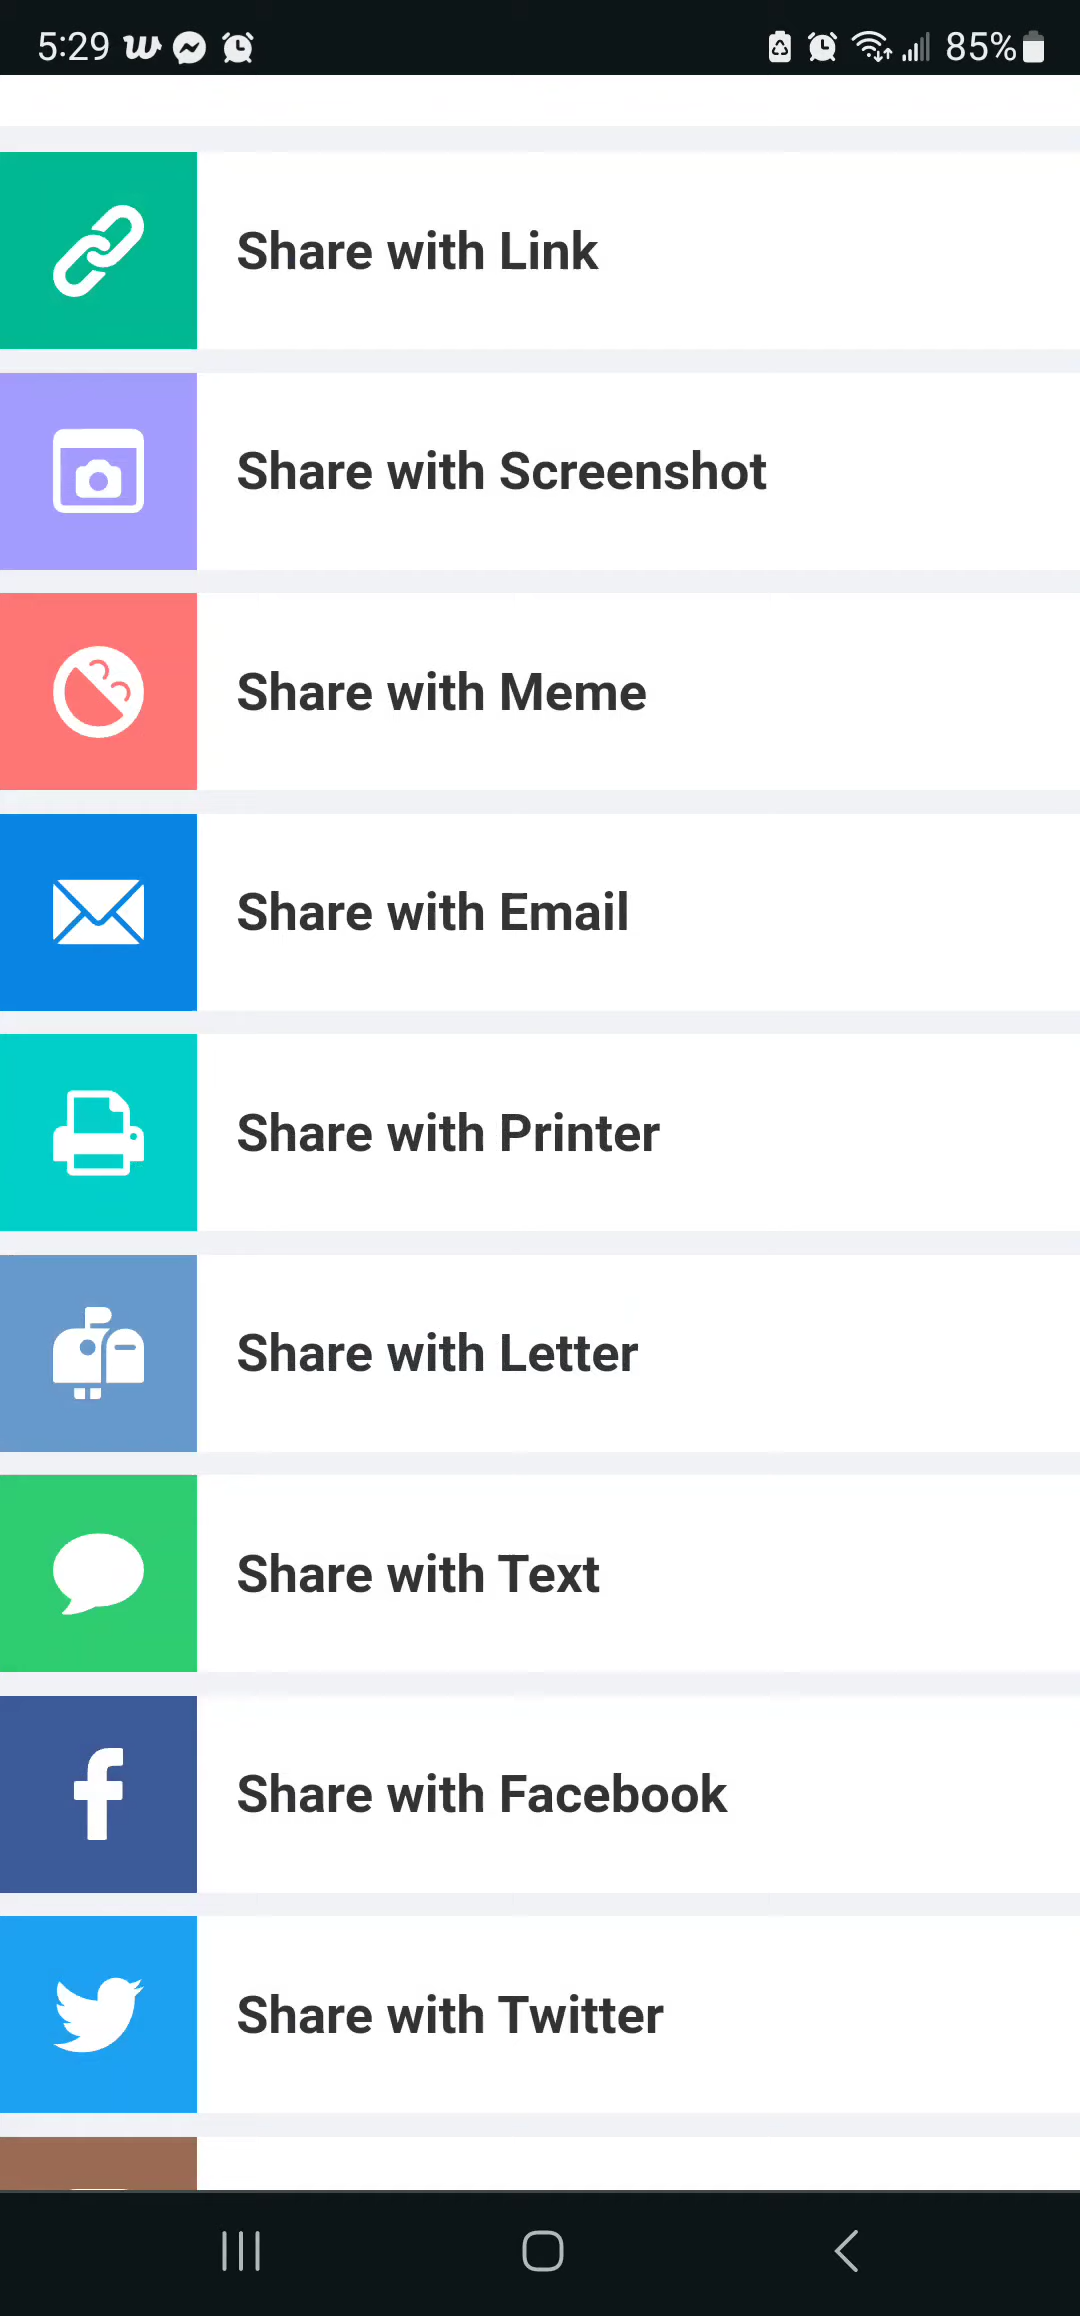 5:29 85%
Share with Link
Share with Screenshot
Share with Meme
Share with Email
Share with Printer
Share with Letter
Share with Text
Share with Facebook
Share with Twitter